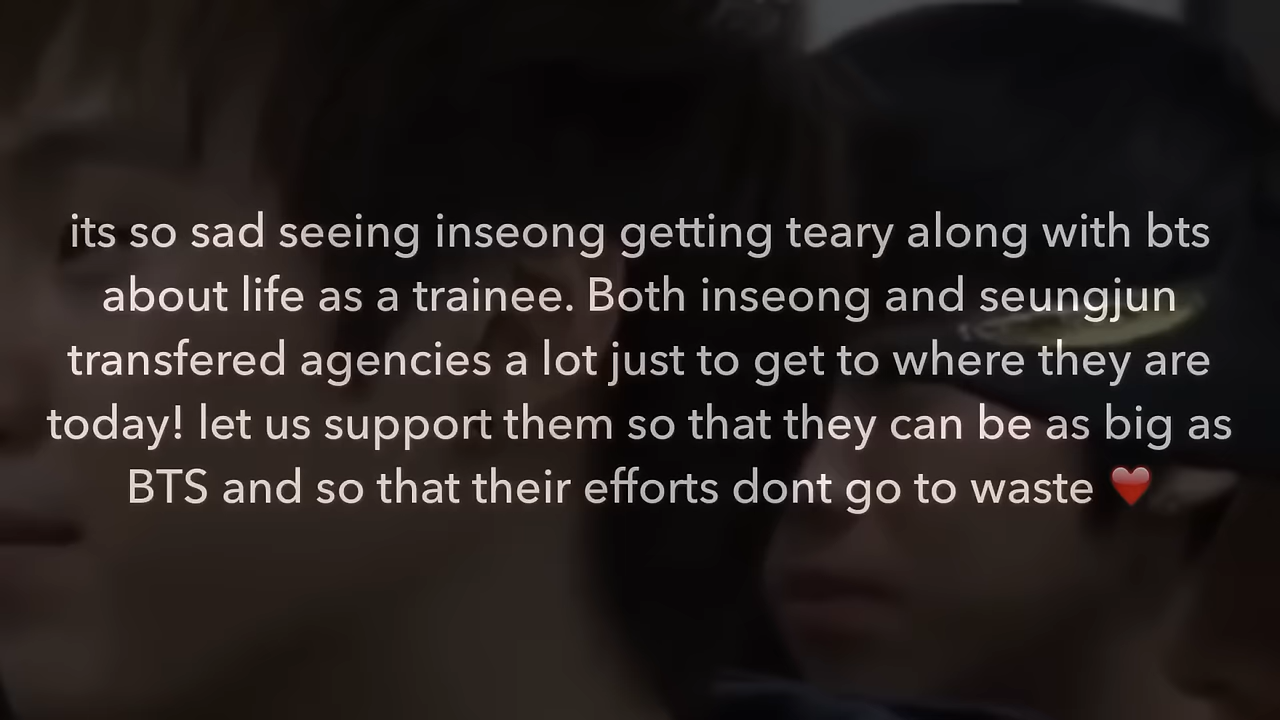 its so sad seeing inseong getting teary along with bts
about life as a trainee. Both inseong and seungjun
transfered agencies a lot just to get to where they are
today! let us support them so that they can be as big as
BTS and so that their efforts dont go to waste ❤️